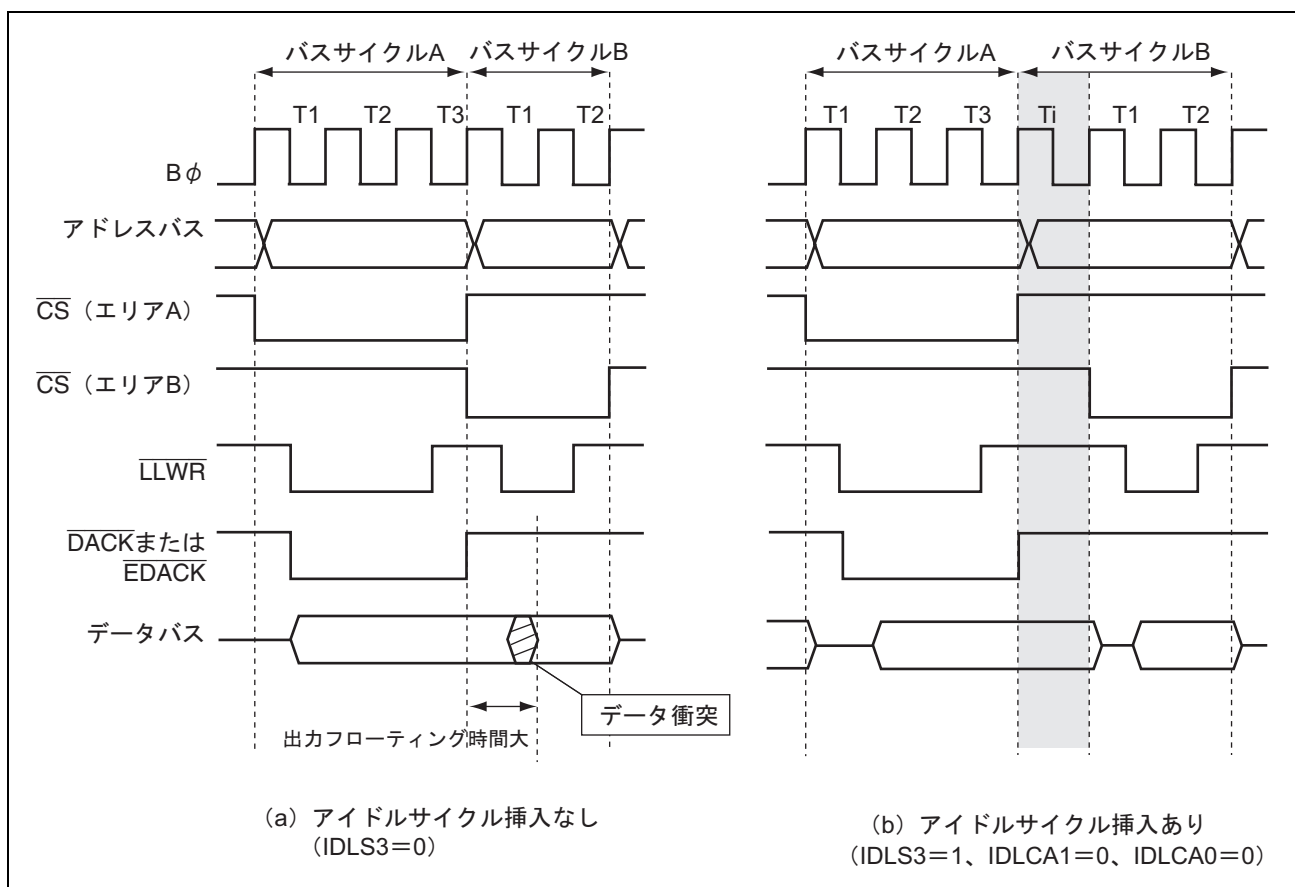 バスサイクルA バスサイクルB
T1 T2 T3 T1 T2
Bφ
アドレスバス
CS（エリアA）
CS（エリアB）
LLWR
DACKまたは
EDACK
データバス
データ衝突
出力フローティング時間大
（a）アイドルサイクル挿入なし
（IDLS3＝0）
バスサイクルA バスサイクルB
T1 T2 T3 Ti T1 T2
（b）アイドルサイクル挿入あり
（IDLS3＝1、IDLCA1＝0、IDLCA0＝0）